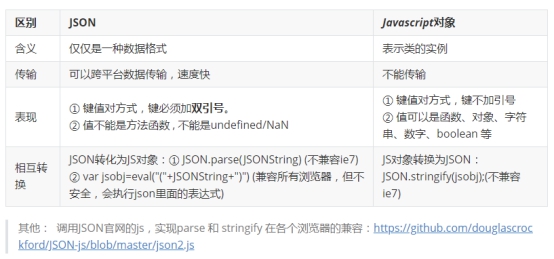 区别 JSON Javascript对象
含义 仅仅是一种数据格式 表示类的实例
传输 可以跨平台数据传输，速度快 不能传输
表现
① 键值对方式，键必须加双引号。
② 值不能是方法函数 , 不能是undefined/NaN
① 键值对方式，键不加引号
② 值可以是函数、对象、字符
串、数字、boolean 等
相互转
换
JSON转化为JS对象：① JSON.parse(JSONString) (不兼容ie7)
② var jsobj=eval("("+JSONString+")") (兼容所有浏览器，但不
安全，会执行json里面的表达式)
JS对象转换为JSON：
JSON.stringify(jsobj);(不兼容
ie7)
其他： 调用JSON官网的js，实现parse 和 stringify 在各个浏览器的兼容：https://github.com/douglascroc
kford/JSON-js/blob/master/json2.js